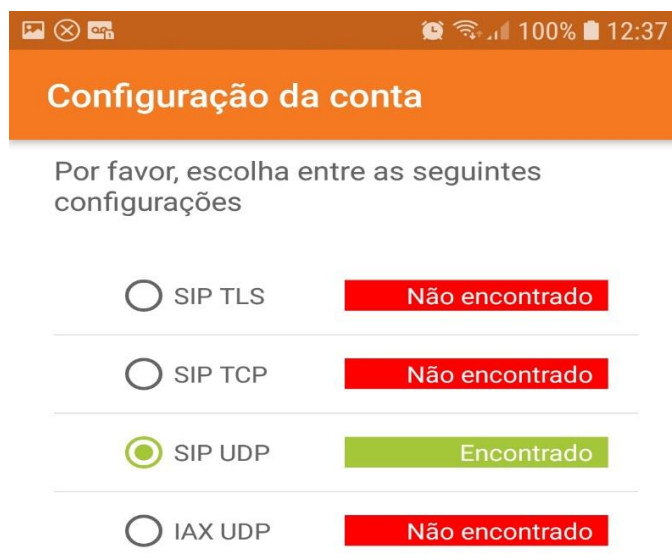 100% 12:37
Configuração da conta
Por favor, escolha entre as seguintes
configurações
SIP TLS Não encontrado
SIP TCP Não encontrado
SIP UDP Encontrado
IAX UDP Não encontrado